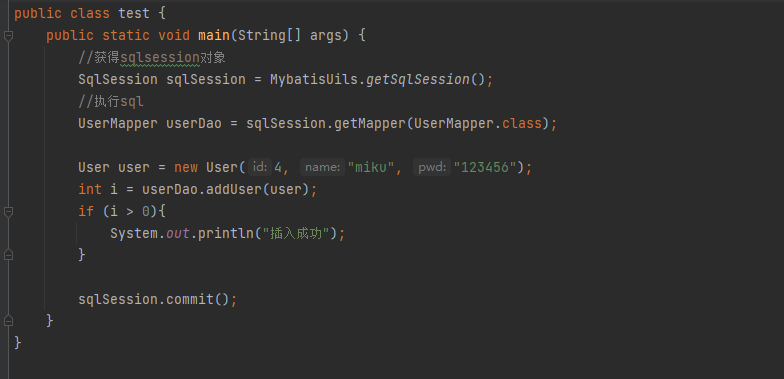 public class test {
public static void main(String[] args) {
//获得sqlsession对象
SqlSession sqlSession = MybatisUils.getSqlSession();
//执行sql
UserMapper userDao = sqlSession.getMapper(UserMapper.class);
User user = new User( id: 4, name: "miku", pwd: "123456");
int i = userDao.addUser(user);
if (i > 0){
System.out.println("插入成功");
}
sqlSession.commit();
}
}